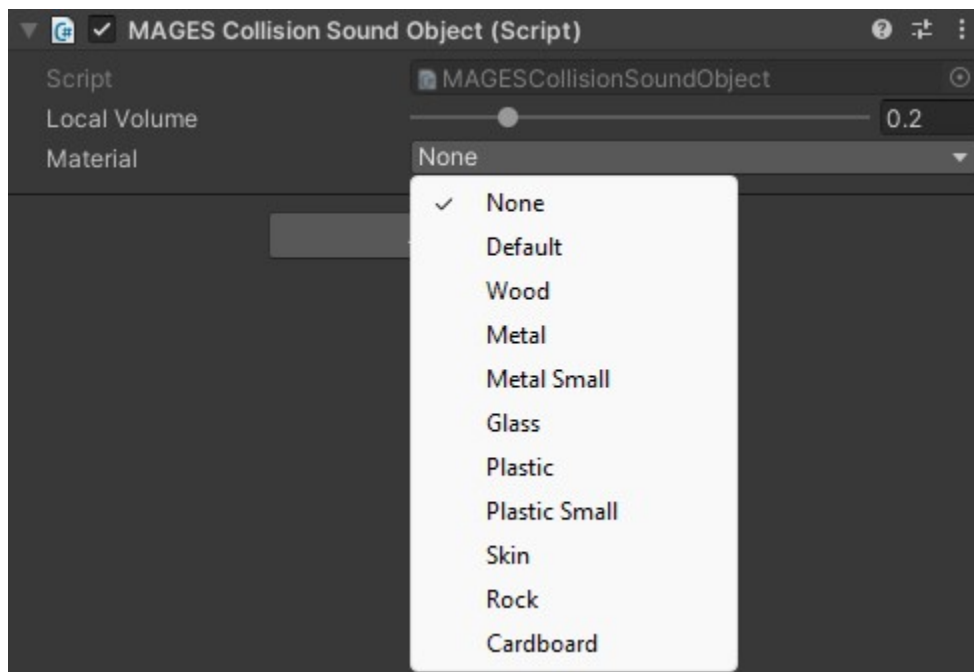 MAGES Collision Sound Object (Script)
Script MAGESCollisionSoundObject
Local Volume 0.2
Material None
None
Default
Wood
Metal
Metal Small
Glass
Plastic
Plastic Small
Skin
Rock
Cardboard